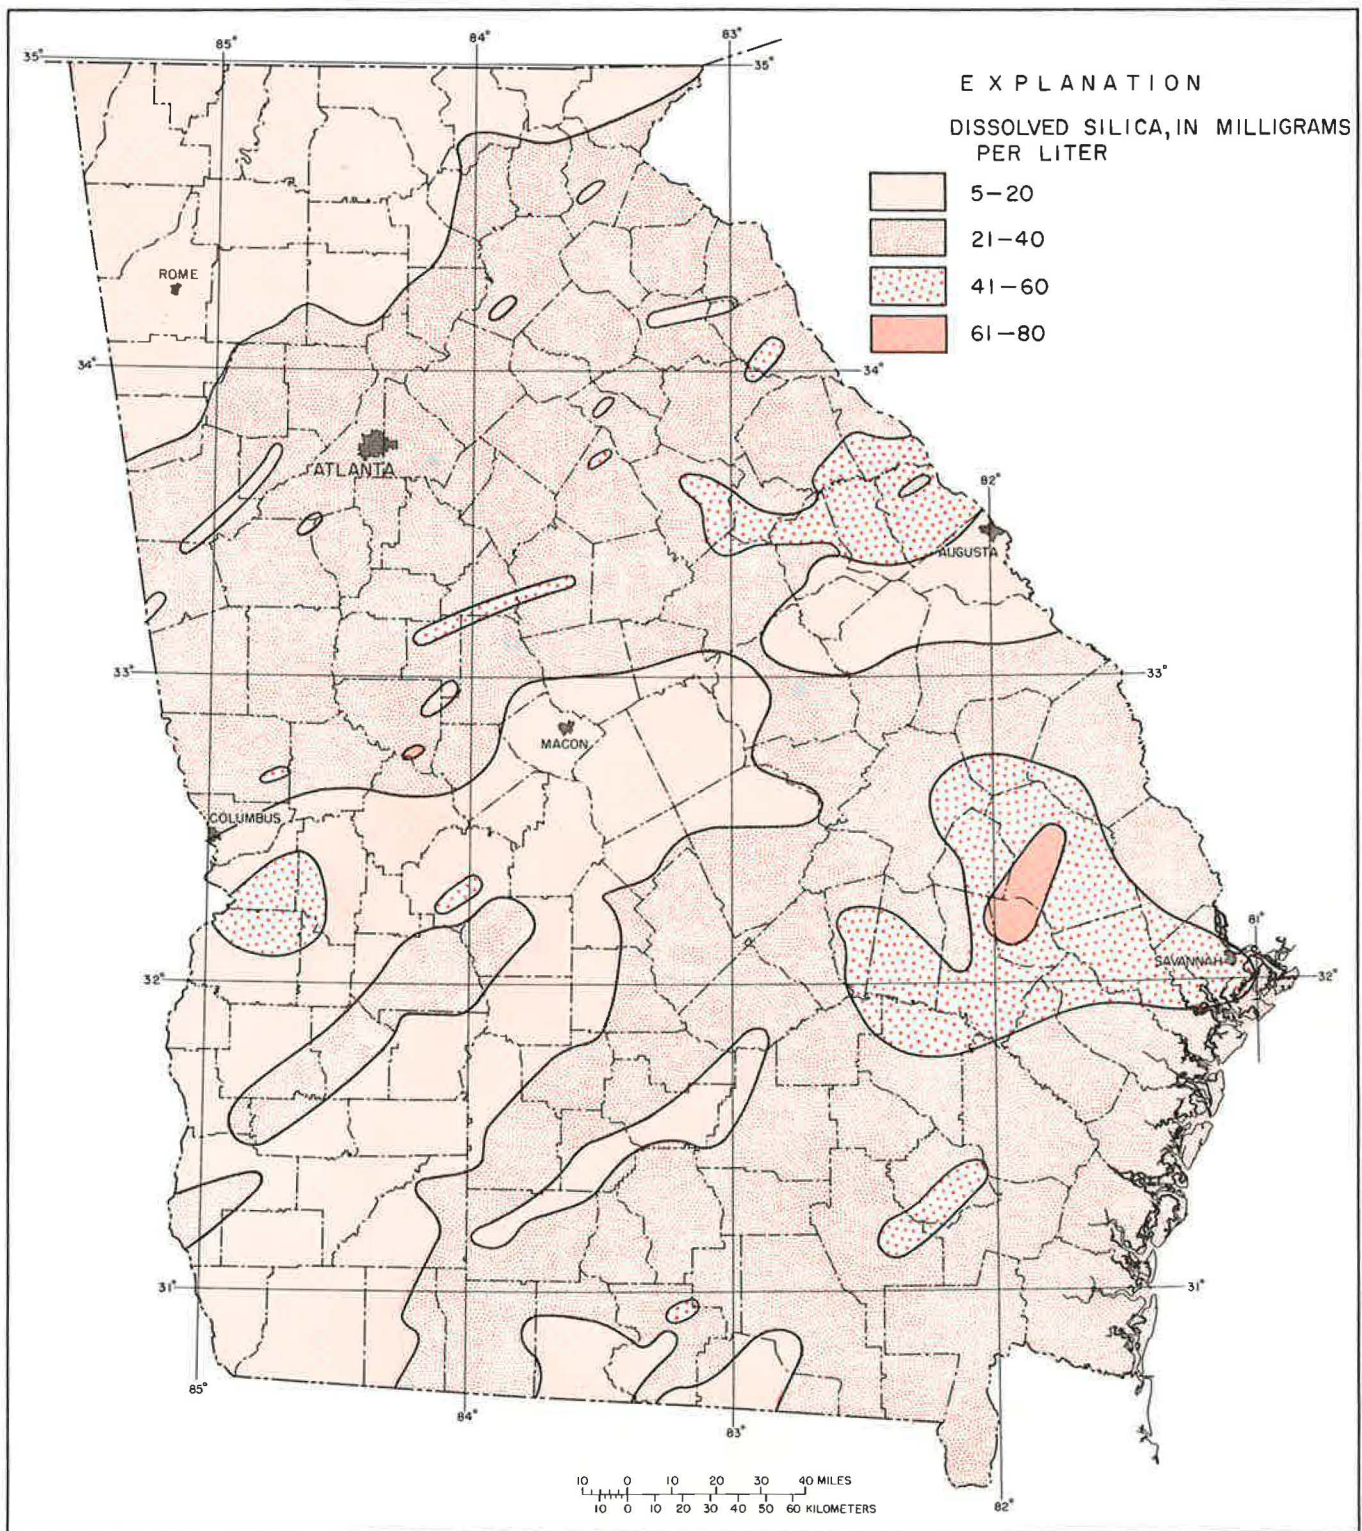 85°
84°
83°
35°
35°
EXPLANATION
DISSOLVED SILICA, IN MILLIGRAMS
PER LITER
5–20
21–40
41–60
61–80
ROME
34°
34°
ATLANTA
82°
AUGUSTA
33°
33°
MACON
COLUMBUS
81°
SAVANNAH
32°
32°
31°
31°
85°
84°
83°
82°
10 0 10 20 30 40 MILES
10 0 10 20 30 40 50 60 KILOMETERS